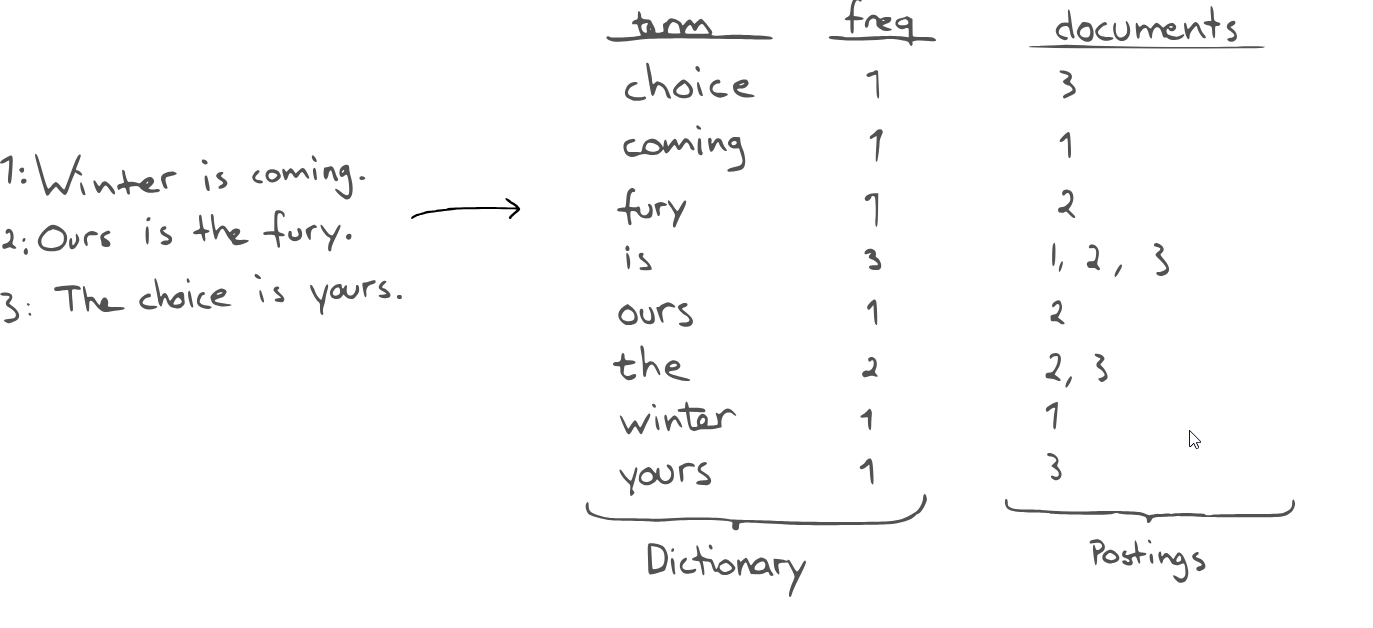 1: Winter is coming.
2: Ours is the fury.
3: The choice is yours.
term freq documents
choice 1 3
coming 1 1
fury 1 2
is 3 1, 2, 3
ours 1 2
the 2 2, 3
winter 1 1
yours 1 3
Dictionary Postings